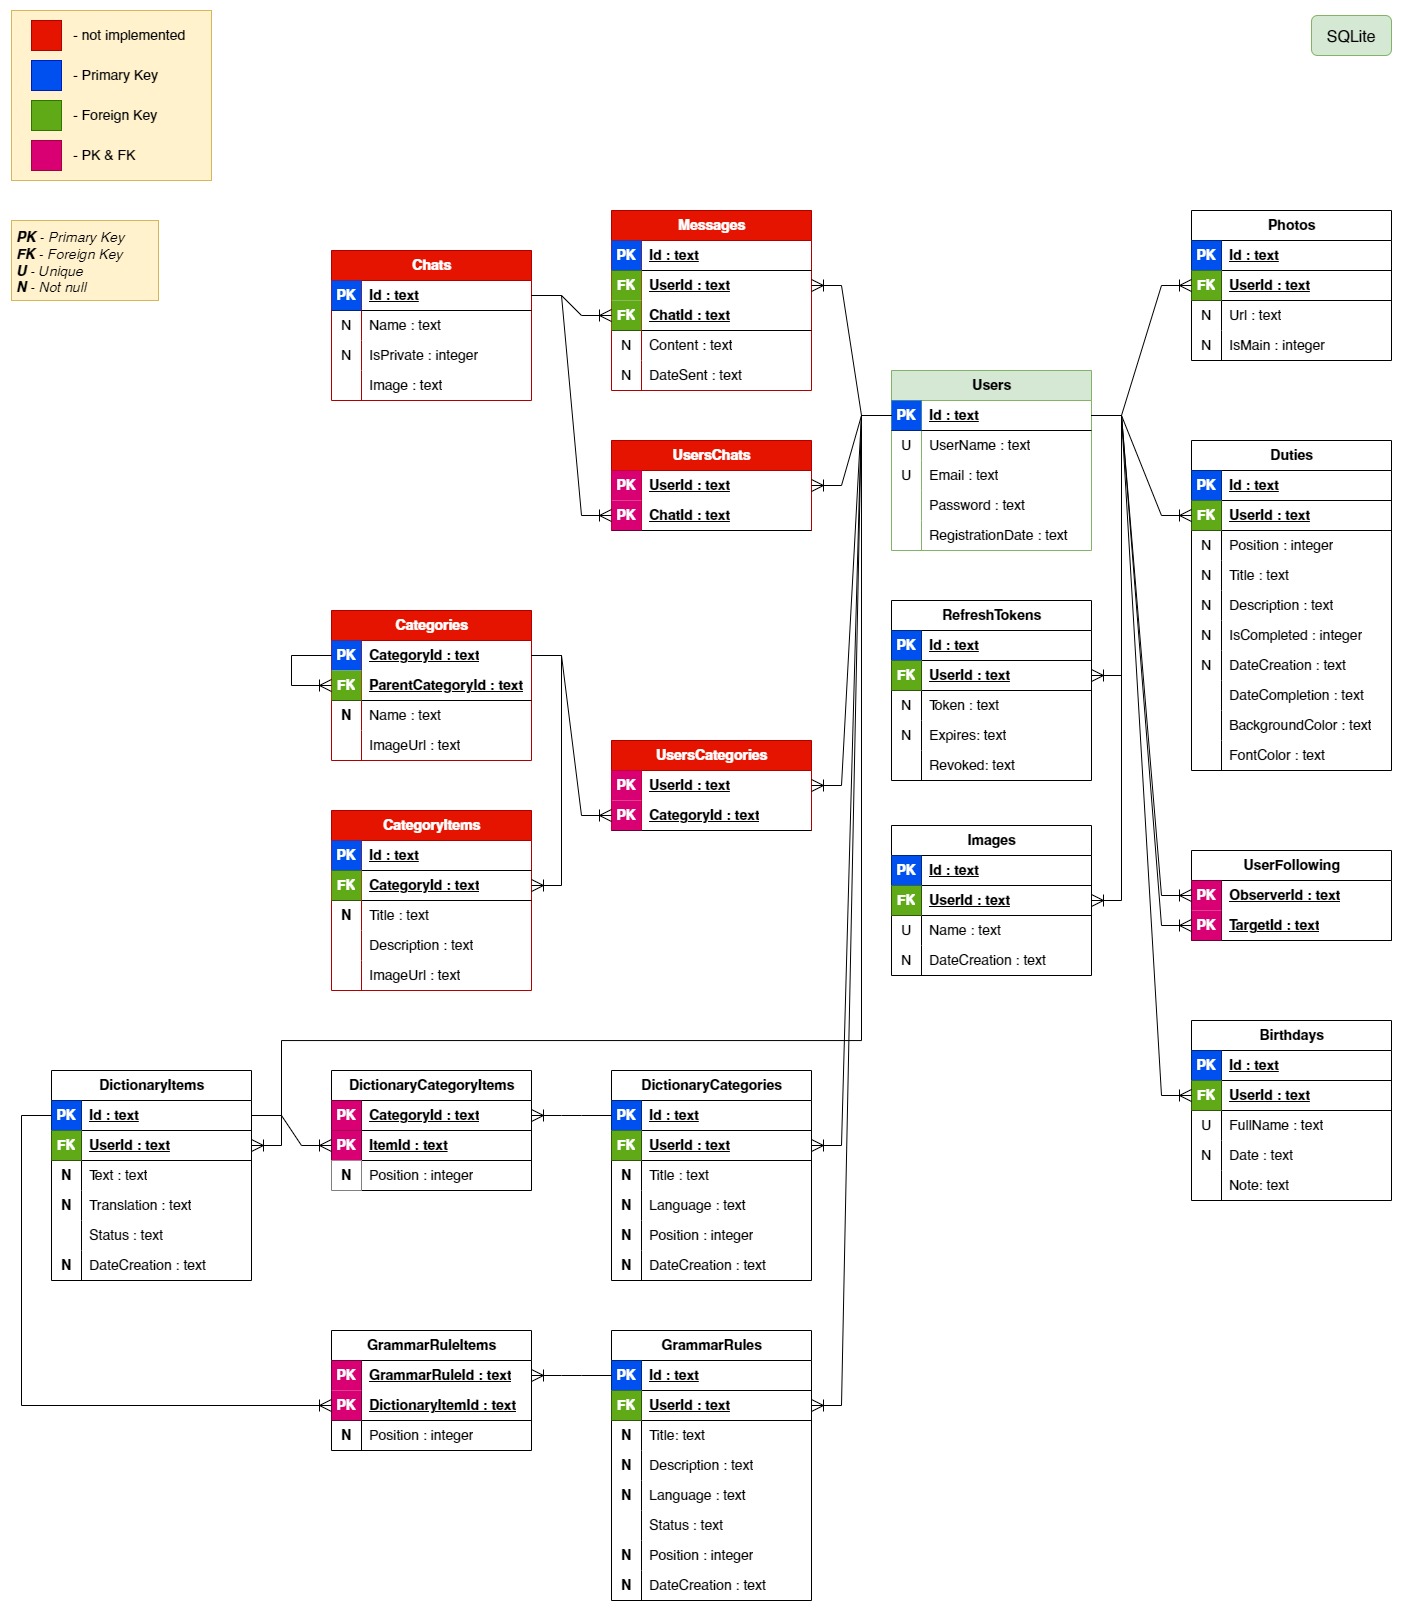 - not implemented
- Primary Key
- Foreign Key
- PK & FK
SQLite
PK - Primary Key
FK - Foreign Key
U - Unique
N - Not null
Chats
PK Id : text
N Name : text
N IsPrivate : integer
Image : text
Messages
PK Id : text
FK UserId : text
FK ChatId : text
N Content : text
N DateSent : text
UsersChats
PK UserId : text
PK ChatId : text
Users
PK Id : text
U UserName : text
U Email : text
Password : text
RegistrationDate : text
Photos
PK Id : text
FK UserId : text
N Url : text
N IsMain : integer
Duties
PK Id : text
FK UserId : text
N Position : integer
N Title : text
N Description : text
N IsCompleted : integer
N DateCreation : text
DateCompletion : text
BackgroundColor : text
FontColor : text
Categories
PK CategoryId : text
FK ParentCategoryId : text
N Name : text
ImageUrl : text
UsersCategories
PK UserId : text
PK CategoryId : text
CategoryItems
PK Id : text
FK CategoryId : text
N Title : text
Description : text
ImageUrl : text
RefreshTokens
PK Id : text
FK UserId : text
N Token : text
N Expires: text
Revoked: text
Images
PK Id : text
FK UserId : text
U Name : text
N DateCreation : text
UserFollowing
PK ObserverId : text
PK TargetId : text
Birthdays
PK Id : text
FK UserId : text
U FullName : text
N Date : text
Note: text
DictionaryItems
PK Id : text
FK UserId : text
N Text : text
N Translation : text
Status : text
N DateCreation : text
DictionaryCategoryItems
PK CategoryId : text
PK ItemId : text
N Position : integer
DictionaryCategories
PK Id : text
FK UserId : text
N Title : text
N Language : text
N Position : integer
N DateCreation : text
GrammarRuleItems
PK GrammarRuleId : text
PK DictionaryItemId : text
N Position : integer
GrammarRules
PK Id : text
FK UserId : text
N Title: text
N Description : text
N Language : text
Status : text
N Position : integer
N DateCreation : text